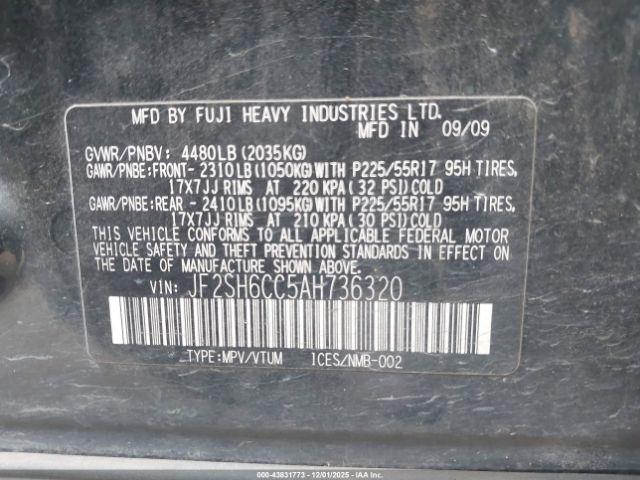 MFD BY FUJI HEAVY INDUSTRIES LTD.
MFD IN 09/09
GVWR/PNBV: 4480LB (2035KG)
GAWR/PNBE:FRONT- 2310LB (1050KG)WITH P225/55R17 95H TIRES,
17X7JJ RIMS AT 220 KPA (32 PSI)COLD
GAWR/PNBE:REAR - 2410LB (1095KG)WITH P225/55R17 95H TIRES,
17X7JJ RIMS AT 210 KPA (30 PSI)COLD
THIS VEHICLE CONFORMS TO ALL APPLICABLE FEDERAL MOTOR
VEHICLE SAFETY AND THEFT PREVENTION STANDARDS IN EFFECT ON
THE DATE OF MANUFACTURE SHOWN ABOVE.
VIN: JF2SH6CC5AH736320
TYPE:MPV/VTUM 1CES/NMB-002
000-43831773 - 12/01/2025 - IAAI.COM